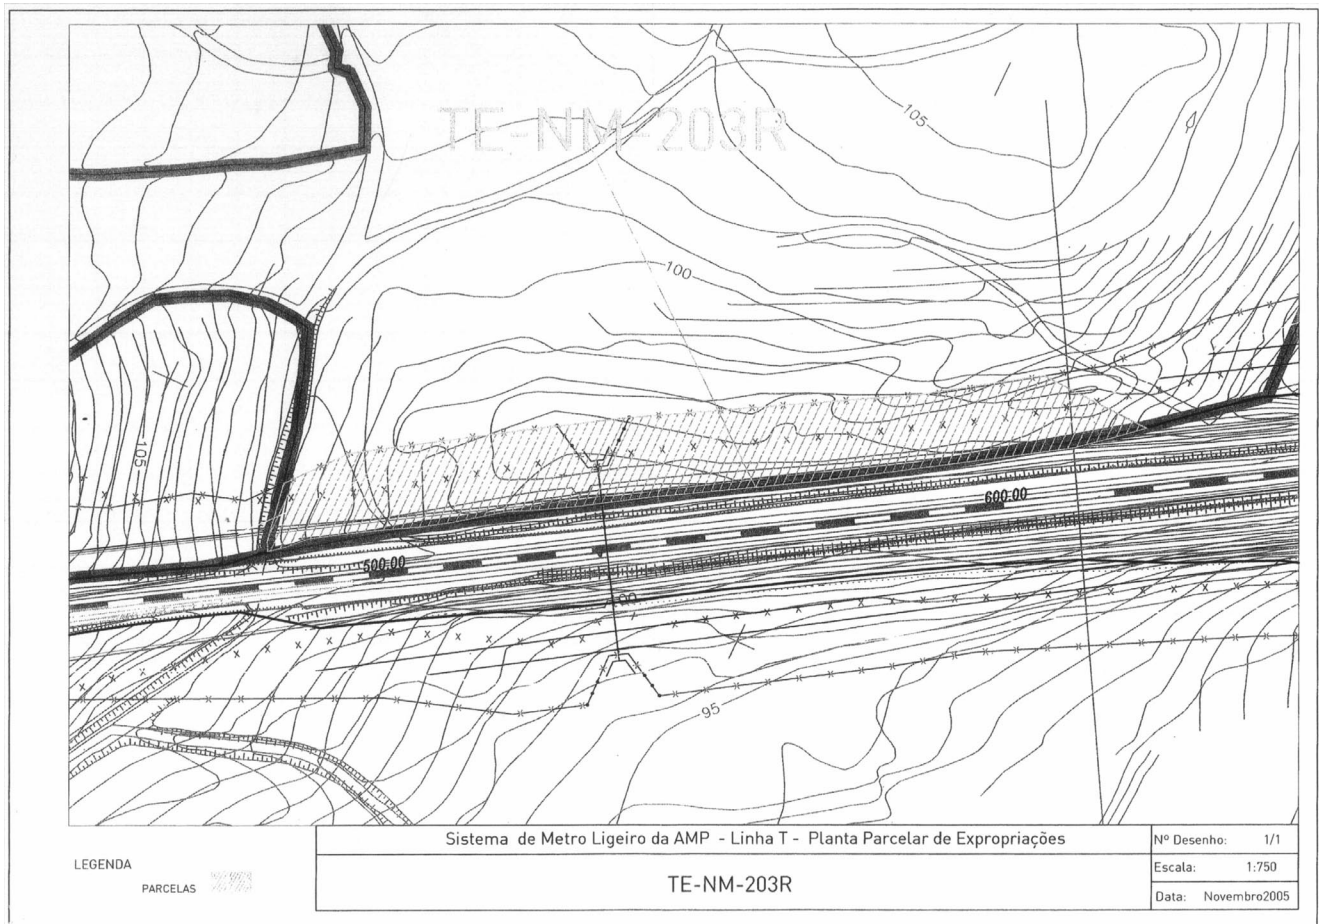 TE-NM-203R
105
100
105
600.00
500.00
95
Sistema de Metro Ligeiro da AMP - Linha T - Planta Parcelar de Expropriações
TE-NM-203R
Nº Desenho: 1/1
Escala: 1:750
Data: Novembro2005
LEGENDA
PARCELAS